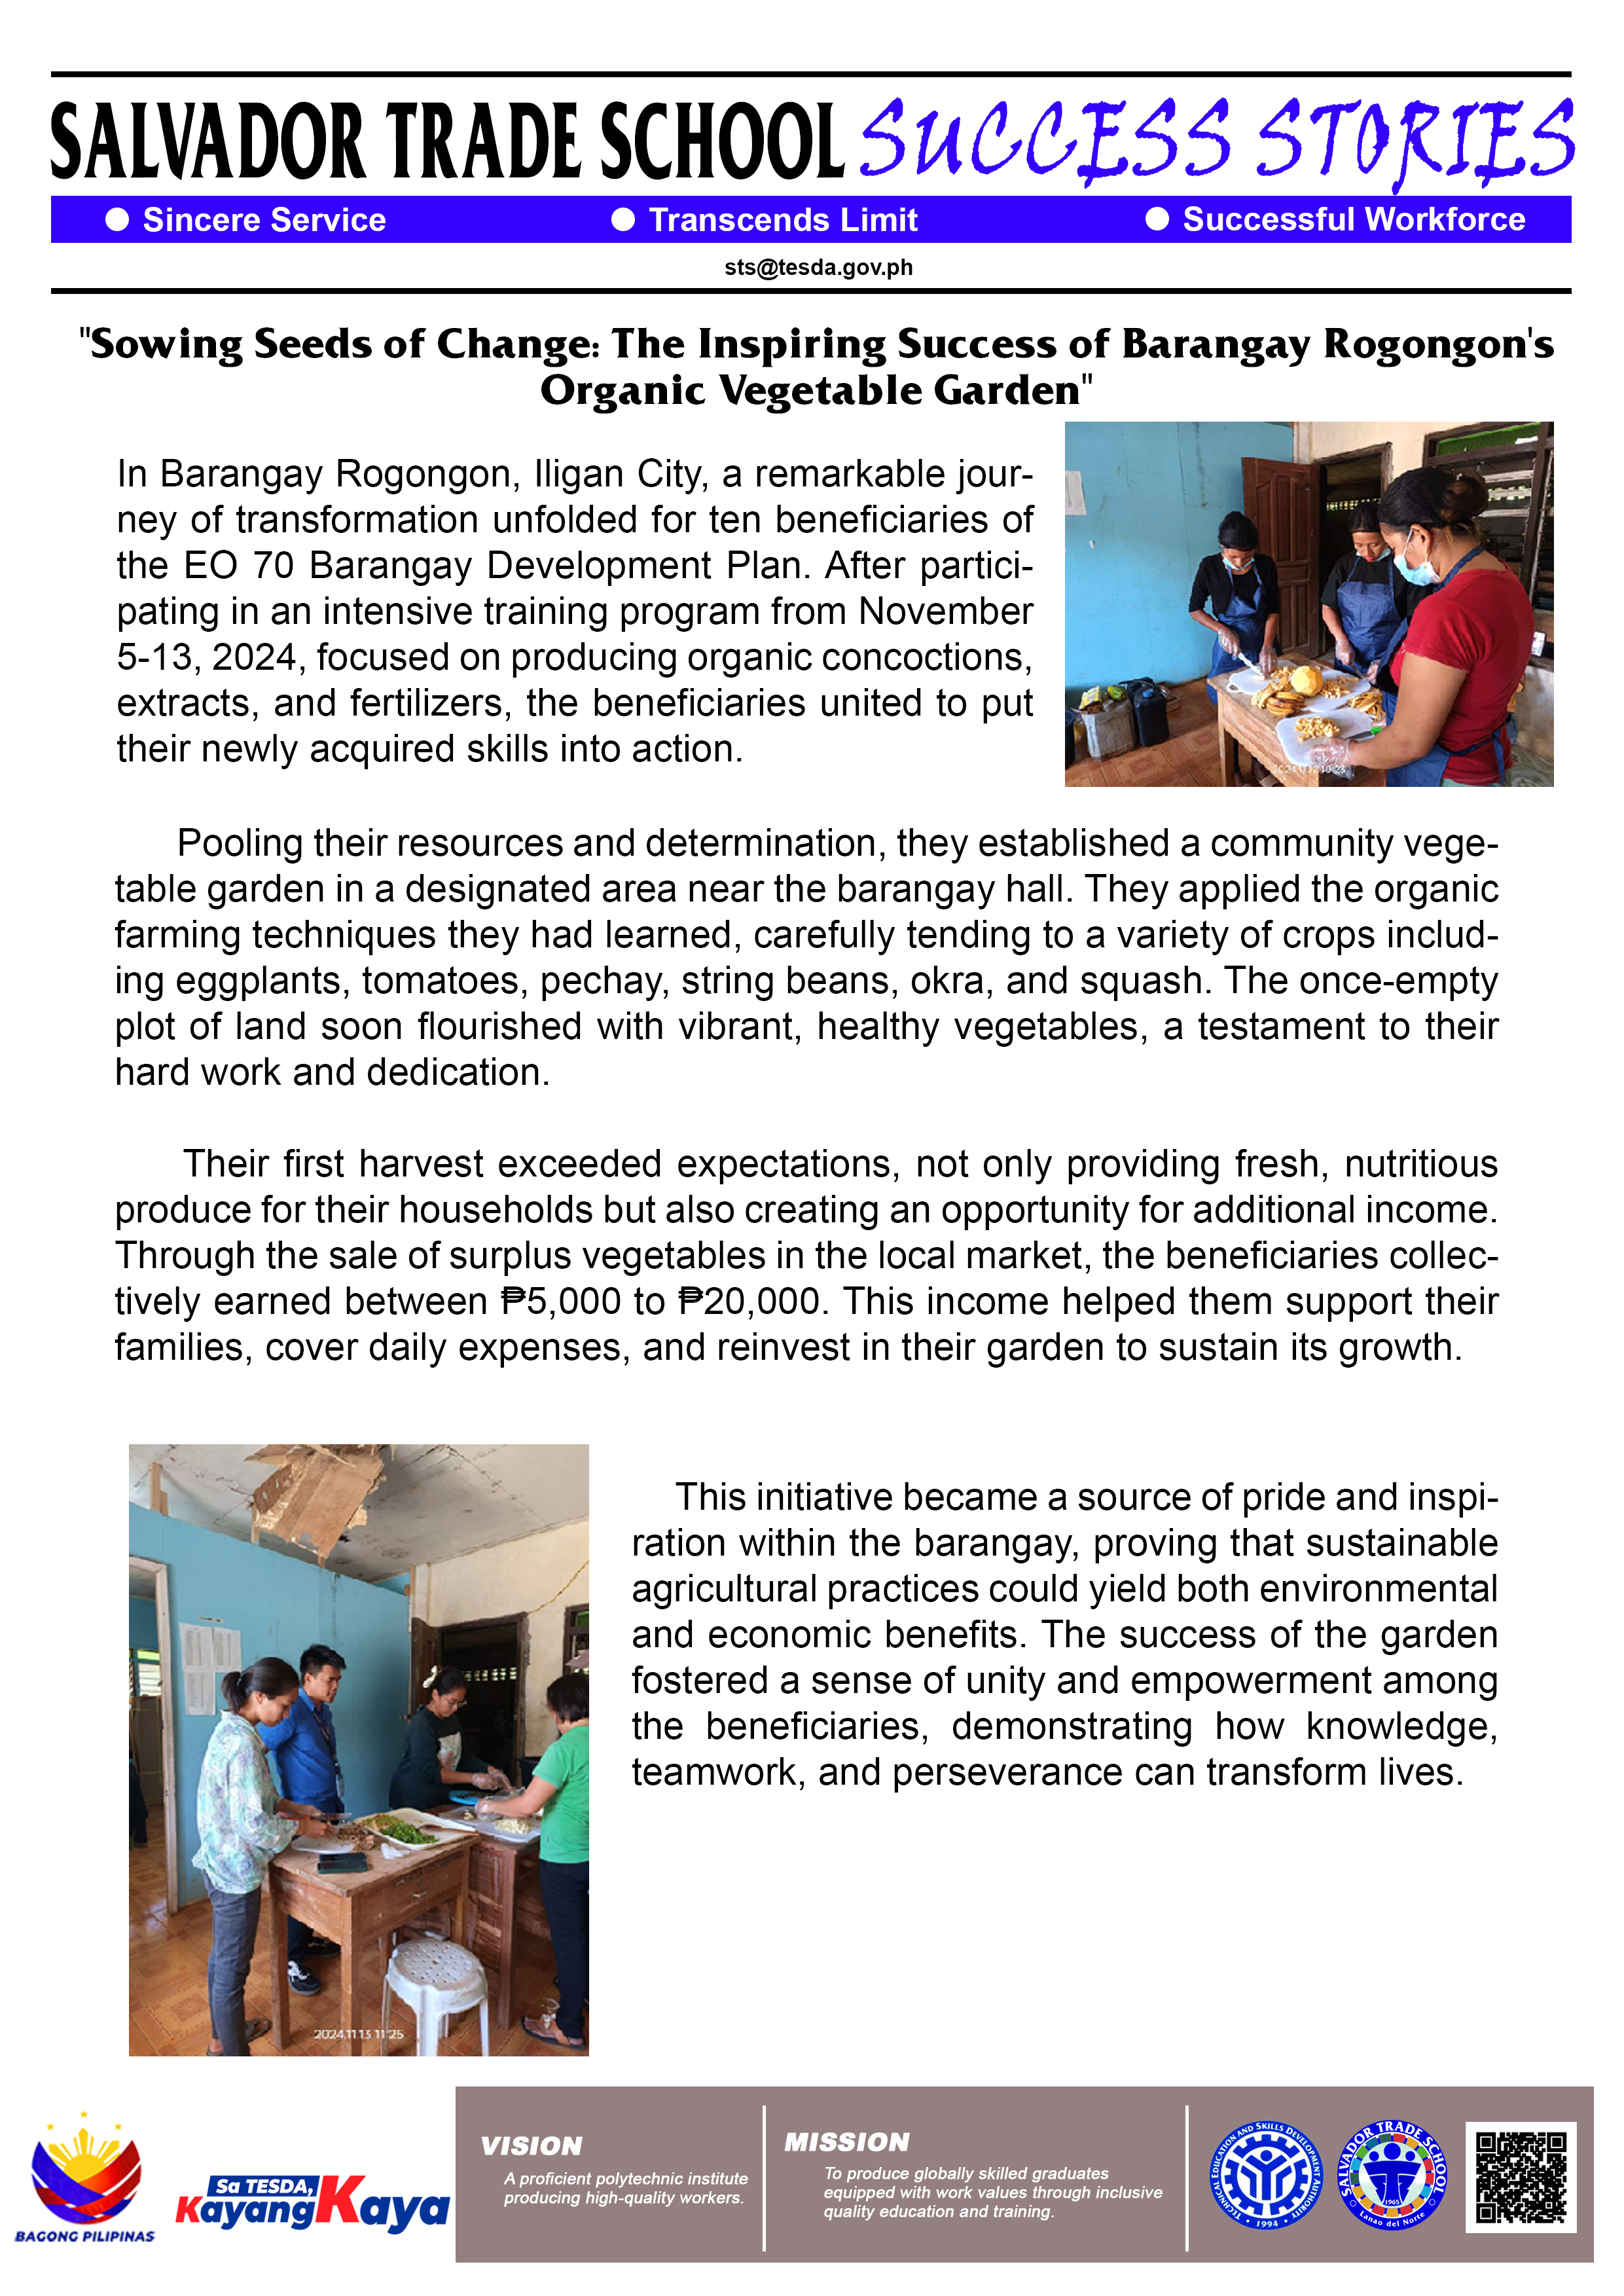 SALVADOR TRADE SCHOOL SUCCESS STORIES
● Sincere Service ● Transcends Limit ● Successful Workforce
sts@tesda.gov.ph
"Sowing Seeds of Change: The Inspiring Success of Barangay Rogongon's
Organic Vegetable Garden"
In Barangay Rogongon, Iligan City, a remarkable jour-
ney of transformation unfolded for ten beneficiaries of
the EO 70 Barangay Development Plan. After partici-
pating in an intensive training program from November
5-13, 2024, focused on producing organic concoctions,
extracts, and fertilizers, the beneficiaries united to put
their newly acquired skills into action.
Pooling their resources and determination, they established a community vege-
table garden in a designated area near the barangay hall. They applied the organic
farming techniques they had learned, carefully tending to a variety of crops includ-
ing eggplants, tomatoes, pechay, string beans, okra, and squash. The once-empty
plot of land soon flourished with vibrant, healthy vegetables, a testament to their
hard work and dedication.
Their first harvest exceeded expectations, not only providing fresh, nutritious
produce for their households but also creating an opportunity for additional income.
Through the sale of surplus vegetables in the local market, the beneficiaries collec-
tively earned between ₱5,000 to ₱20,000. This income helped them support their
families, cover daily expenses, and reinvest in their garden to sustain its growth.
This initiative became a source of pride and inspi-
ration within the barangay, proving that sustainable
agricultural practices could yield both environmental
and economic benefits. The success of the garden
fostered a sense of unity and empowerment among
the beneficiaries, demonstrating how knowledge,
teamwork, and perseverance can transform lives.
2024.11.13 11:25
BAGONG PILIPINAS
Sa TESDA,
Kayang Kaya
VISION
A proficient polytechnic institute
producing high-quality workers.
MISSION
To produce globally skilled graduates
equipped with work values through inclusive
quality education and training.
TECHNICAL EDUCATION AND SKILLS DEVELOPMENT AUTHORITY
1994
SALVADOR TRADE SCHOOL
1965
Lanao del Norte